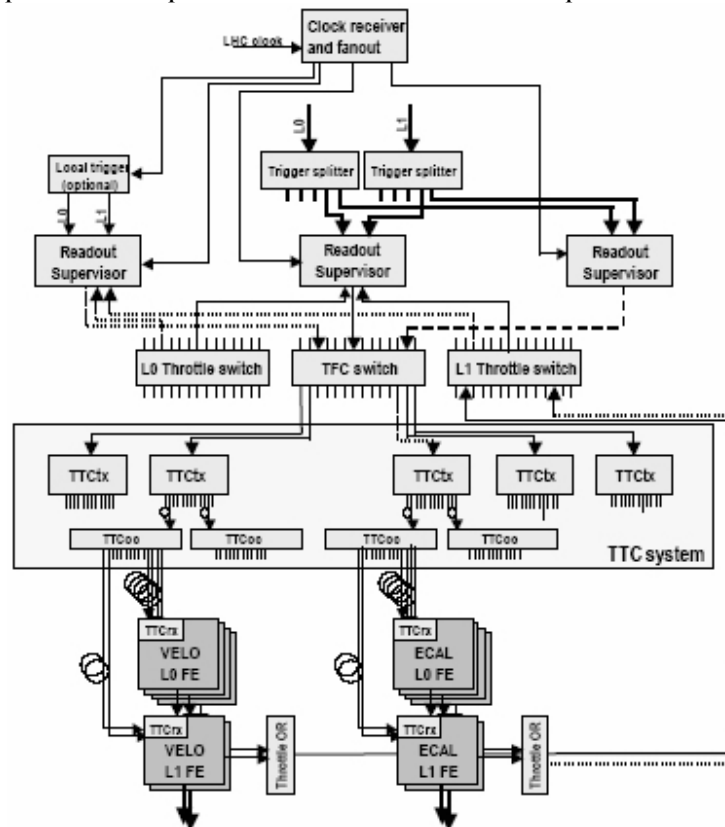 Clock receiver
and fanout
LHC clock
L0
L1
Trigger splitter
Trigger splitter
Local trigger
(optional)
L0
L1
Readout
Supervisor
Readout
Supervisor
Readout
Supervisor
L0 Throttle switch
TFC switch
L1 Throttle switch
TTCtx
TTCtx
TTCtx
TTCtx
TTCtx
TTCoc
TTCoc
TTCoc
TTCoc
TTC system
TTCrx
VELO
L0 FE
TTCrx
ECAL
L0 FE
TTCrx
VELO
L1 FE
Throttle OR
TTCrx
ECAL
L1 FE
Throttle OR